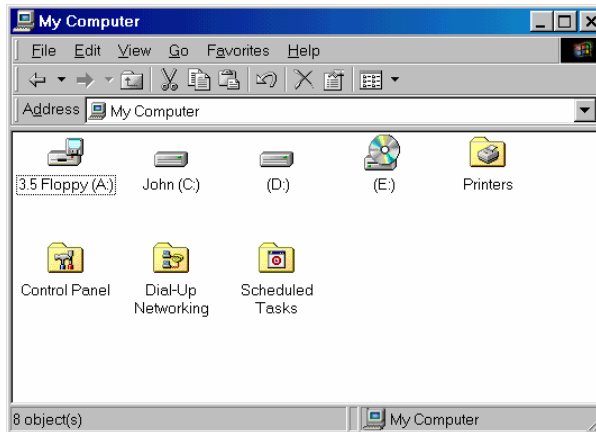 My Computer
File Edit View Go Favorites Help
Address My Computer
3.5 Floppy (A:) John (C:) (D:) (E:) Printers
Control Panel Dial-Up Networking Scheduled Tasks
8 object(s) My Computer